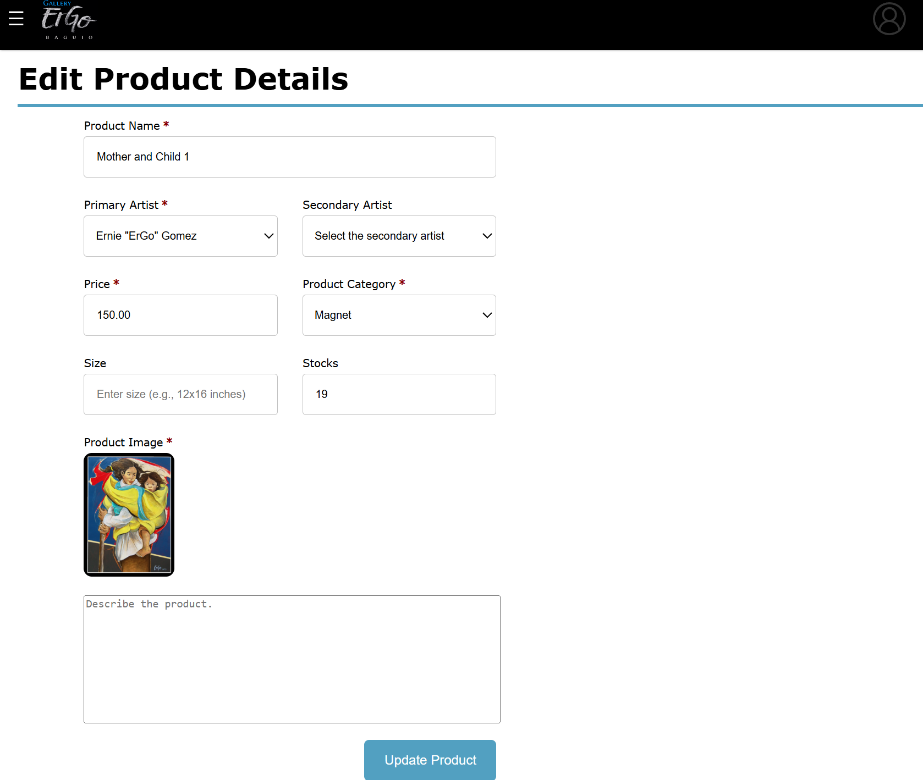 GALLERY
ErGo
BAGUIO
Edit Product Details
Product Name *
Mother and Child 1
Primary Artist * Secondary Artist
Ernie "ErGo" Gomez Select the secondary artist
Price * Product Category *
150.00 Magnet
Size Stocks
Enter size (e.g., 12x16 inches) 19
Product Image *
Describe the product.
Update Product